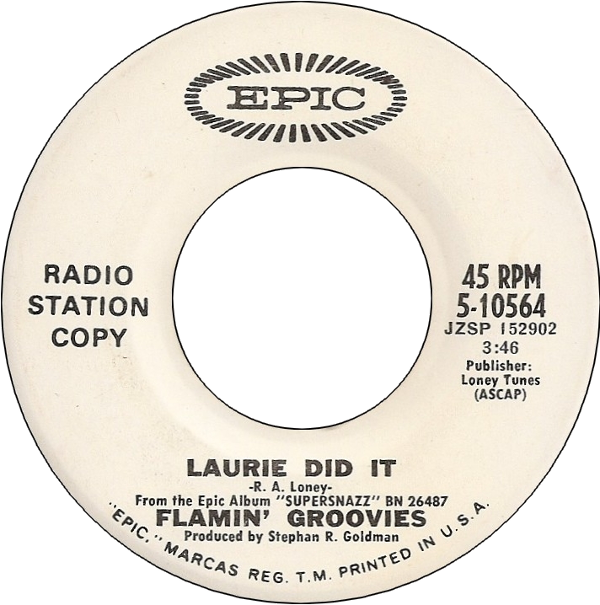 EPIC
RADIO
STATION
COPY
45 RPM
5-10564
JZSP 152902
3:46
Publisher:
Loney Tunes
(ASCAP)
LAURIE DID IT
-R. A. Loney-
From the Epic Album "SUPERSNAZZ" BN 26487
FLAMIN' GROOVIES
Produced by Stephan R. Goldman
"EPIC," MARCAS REG. T.M. PRINTED IN U.S.A.